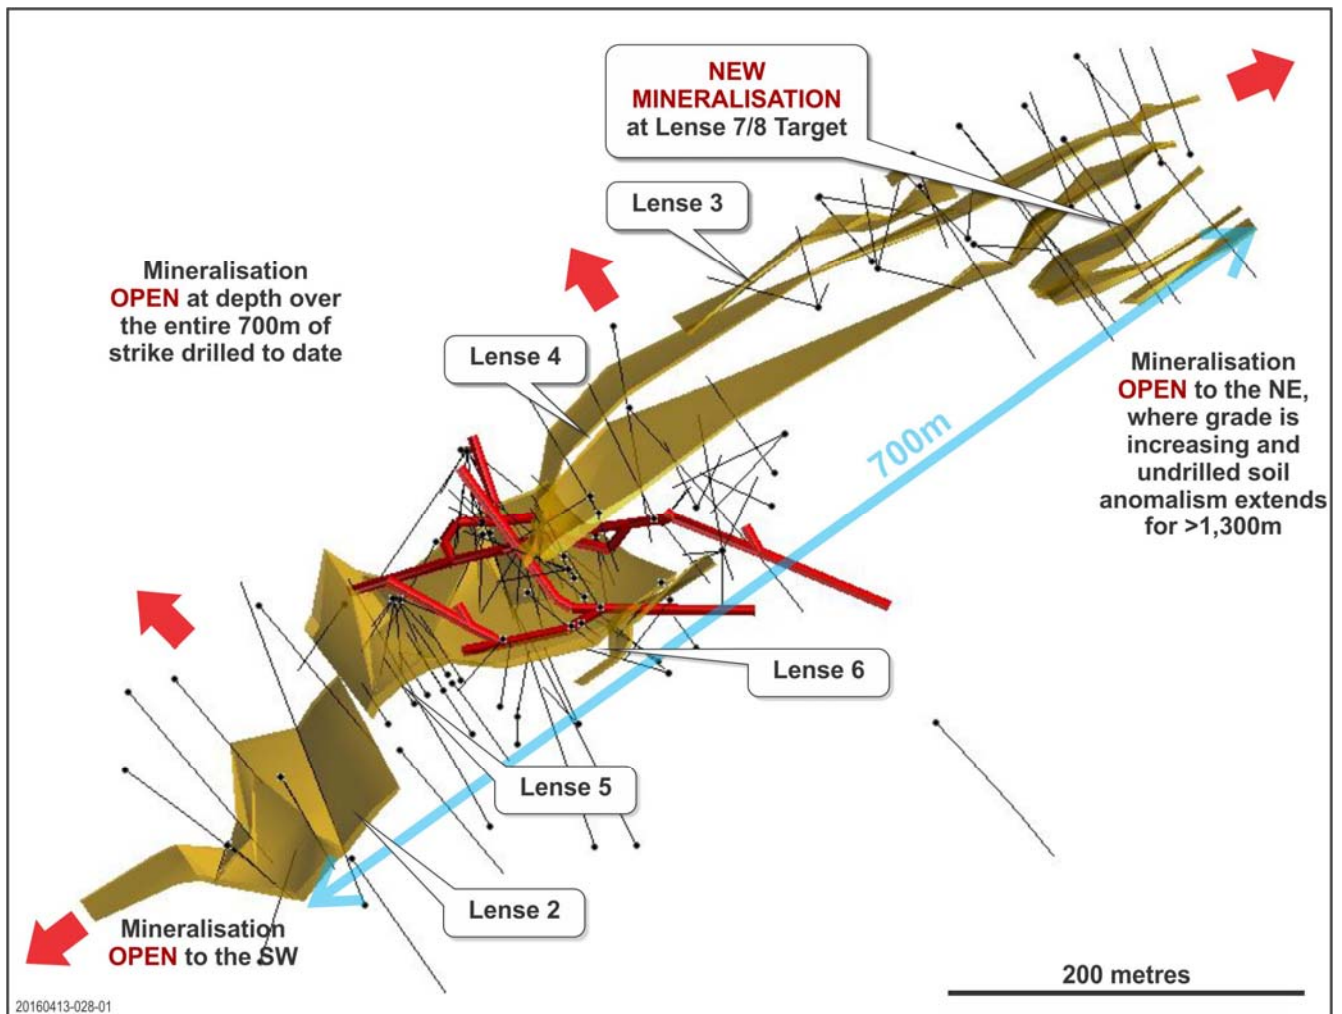 NEW
MINERALISATION
at Lense 7/8 Target
Lense 3
Mineralisation
OPEN at depth over
the entire 700m of
strike drilled to date
Lense 4
Mineralisation
OPEN to the NE,
where grade is
increasing and
undrilled soil
anomalism extends
for >1,300m
700m
Lense 6
Lense 5
Lense 2
Mineralisation
OPEN to the SW
200 metres
20160413-028-01